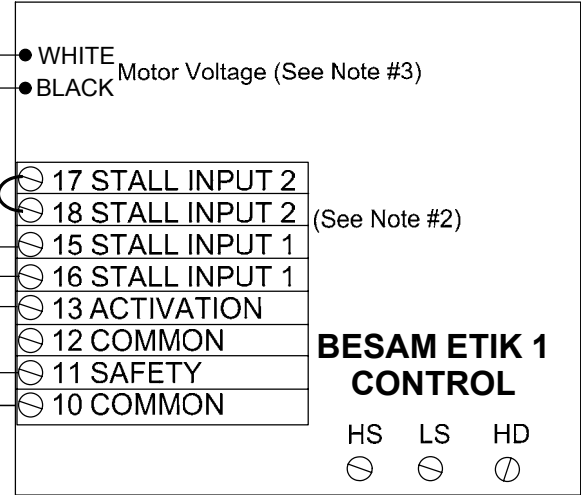 WHITE
Motor Voltage (See Note #3)
BLACK
17 STALL INPUT 2
18 STALL INPUT 2
(See Note #2)
15 STALL INPUT 1
16 STALL INPUT 1
13 ACTIVATION
12 COMMON
11 SAFETY
10 COMMON
BESAM ETIK 1
CONTROL
HS LS HD